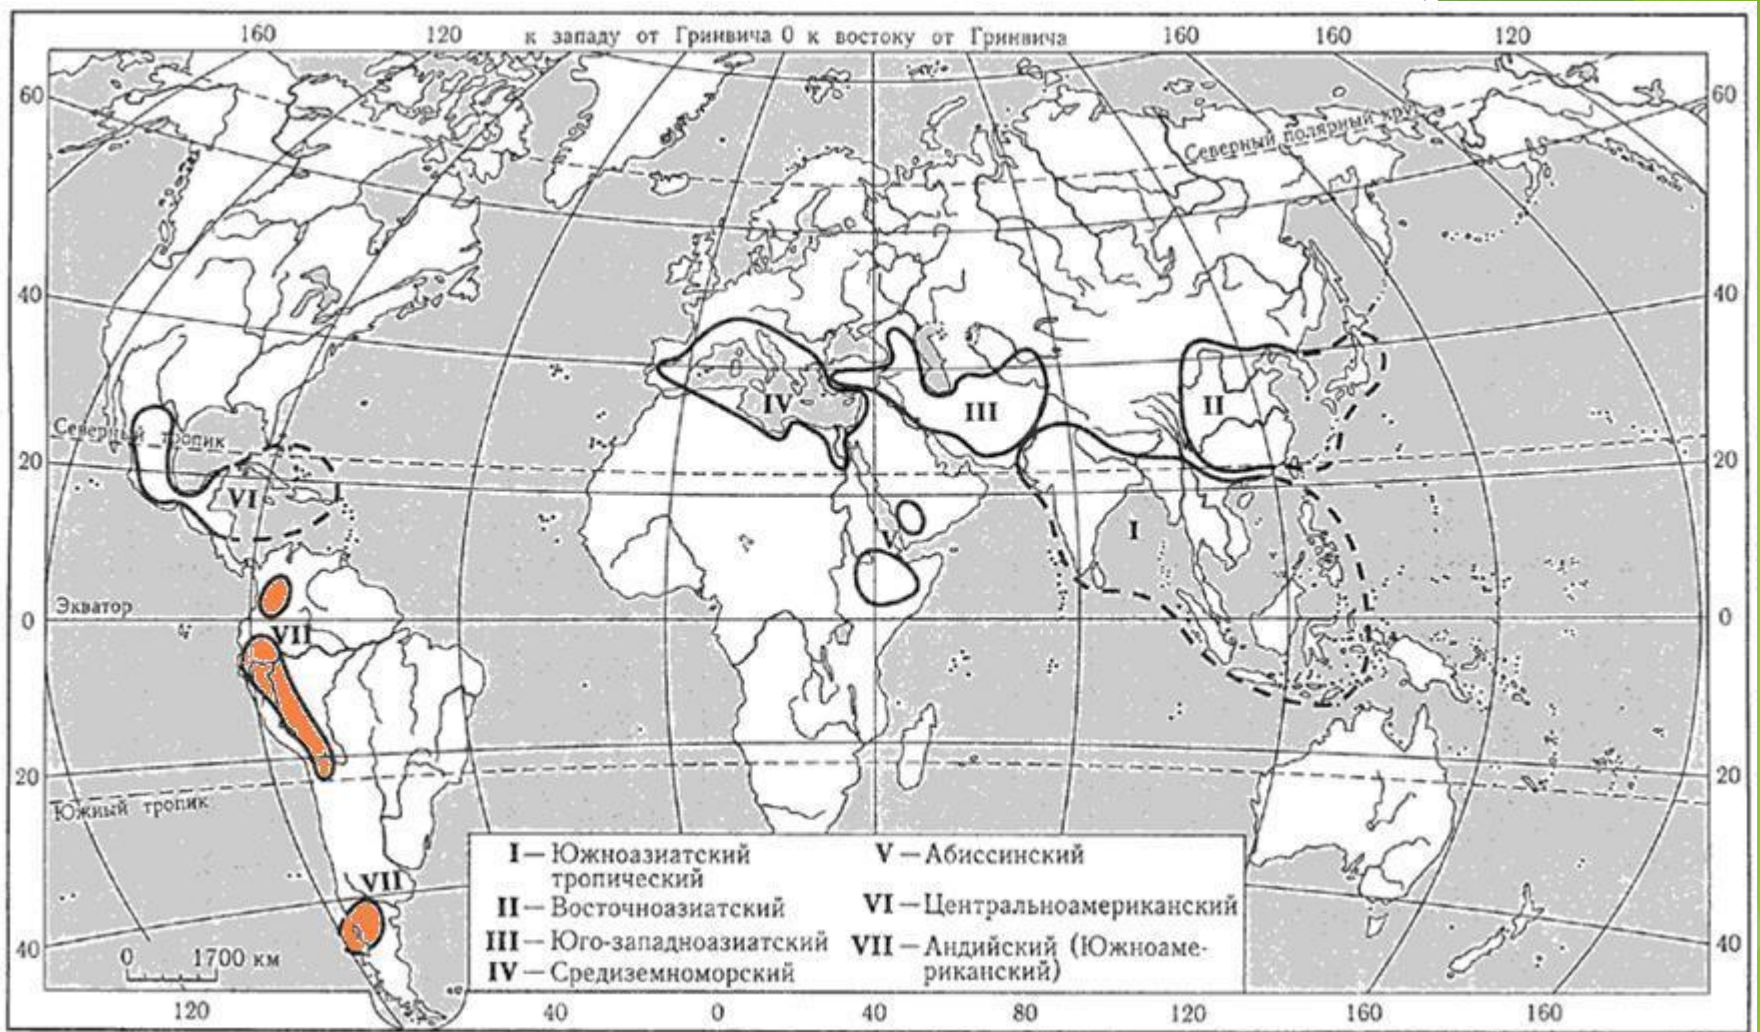 160 120 к западу от Гринвича 0 к востоку от Гринвича 160 160 120
60 60
Северный полярный круг
40 40
IV III II
Северный тропик
20 20
VI I
V
Экватор
0 0
VII
20 20
Южный тропик
VII
I — Южноазиатский
тропический
II — Восточноазиатский
III — Юго-западноазиатский
IV — Средиземноморский
V — Абиссинский
VI — Центральноамериканский
VII — Андийский (Южноаме-
риканский)
40 40
0 1700 км
120 80 40 0 40 80 120 160 160